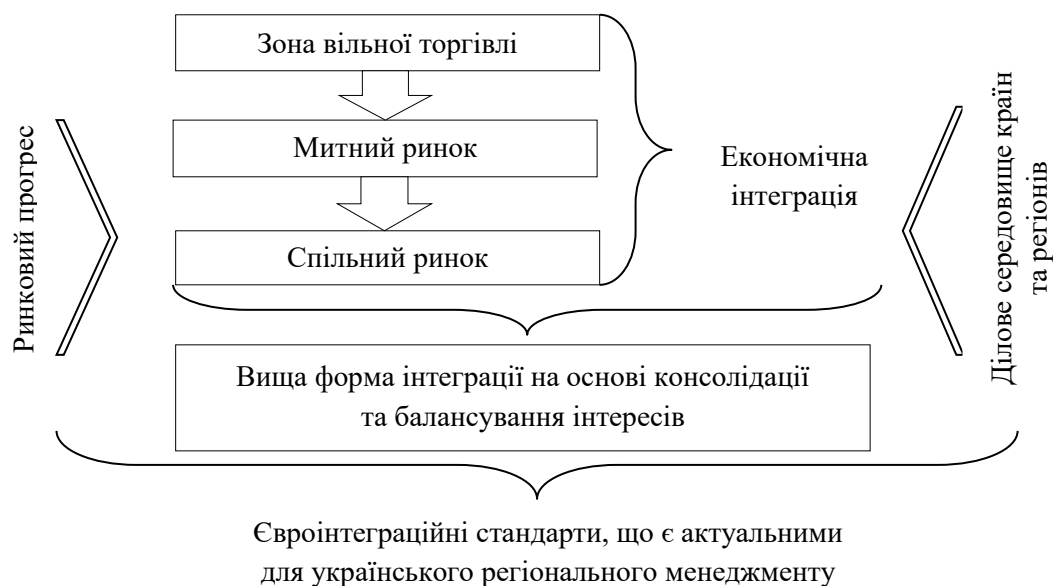 Зона вільної торгівлі
Митний ринок
Спільний ринок
Економічна
інтеграція
Ринковий прогрес
Ділове середовище країн
та регіонів
Вища форма інтеграції на основі консолідації
та балансування інтересів
Євроінтеграційні стандарти, що є актуальними
для українського регіонального менеджменту